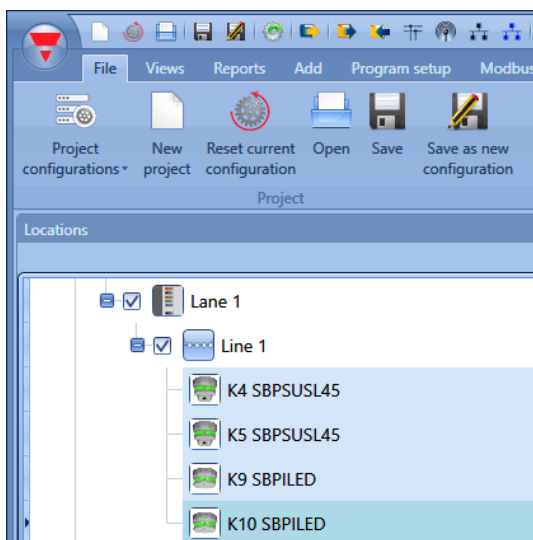 File Views Reports Add Program setup Modbus
Project configurations New project Reset current configuration Open Save Save as new configuration
Project
Locations
Lane 1
Line 1
K4 SBPSUSL45
K5 SBPSUSL45
K9 SBPILED
K10 SBPILED